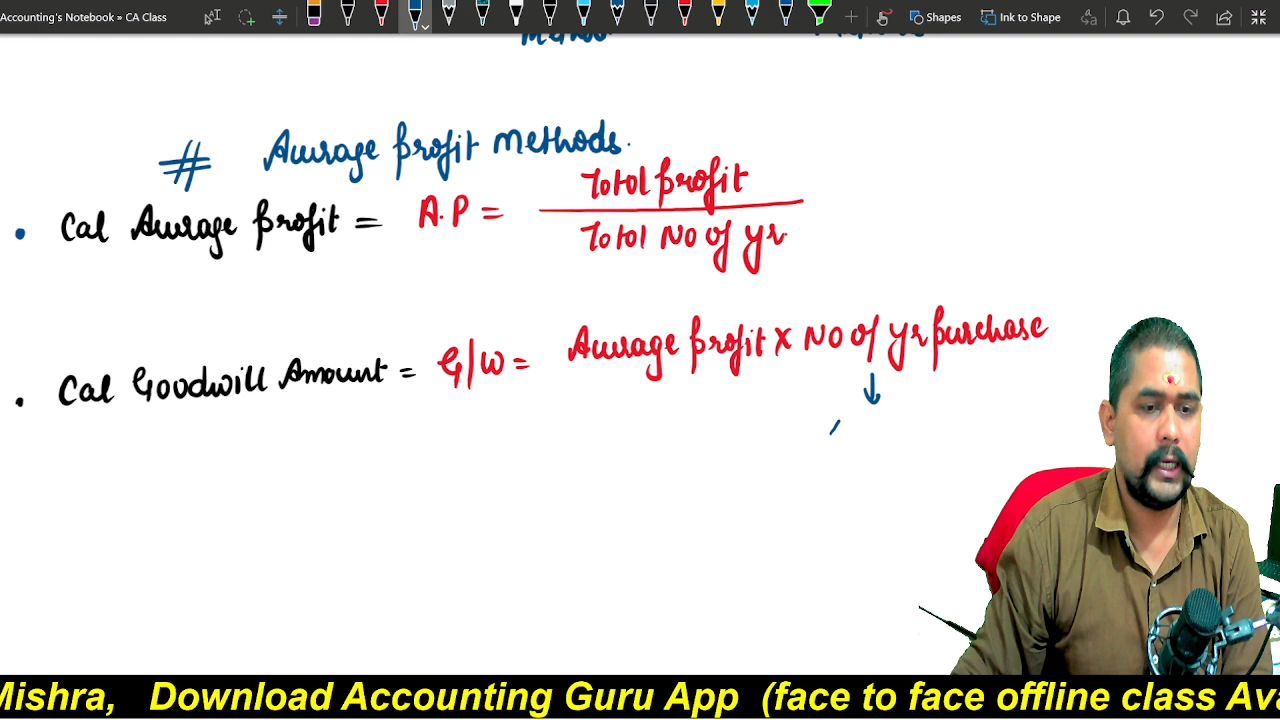 Accounting's Notebook » CA Class
Shapes
Ink to Shape
# Average profit methods.
• Cal Average profit = A.P = Total profit
Total No of yr.
• Cal Goodwill Amount = G/W = Average profit x No of yr purchase
Mishra, Download Accounting Guru App (face to face offline class Ava